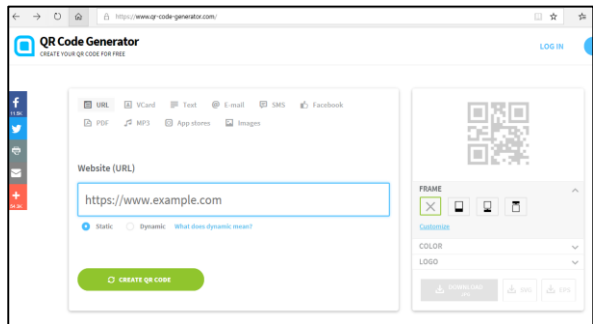 https://www.qr-code-generator.com/
QR Code Generator
CREATE YOUR QR CODE FOR FREE
LOG IN
URL VCard Text E-mail SMS Facebook
PDF MP3 App stores Images
Website (URL)
https://www.example.com
Static Dynamic What does dynamic mean?
CREATE QR CODE
FRAME
Customize
COLOR
LOGO
DOWNLOAD
EPS